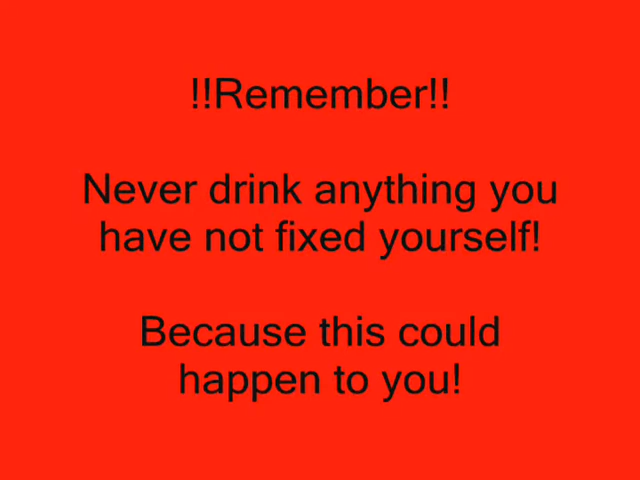 !!Remember!!
Never drink anything you
have not fixed yourself!
Because this could
happen to you!